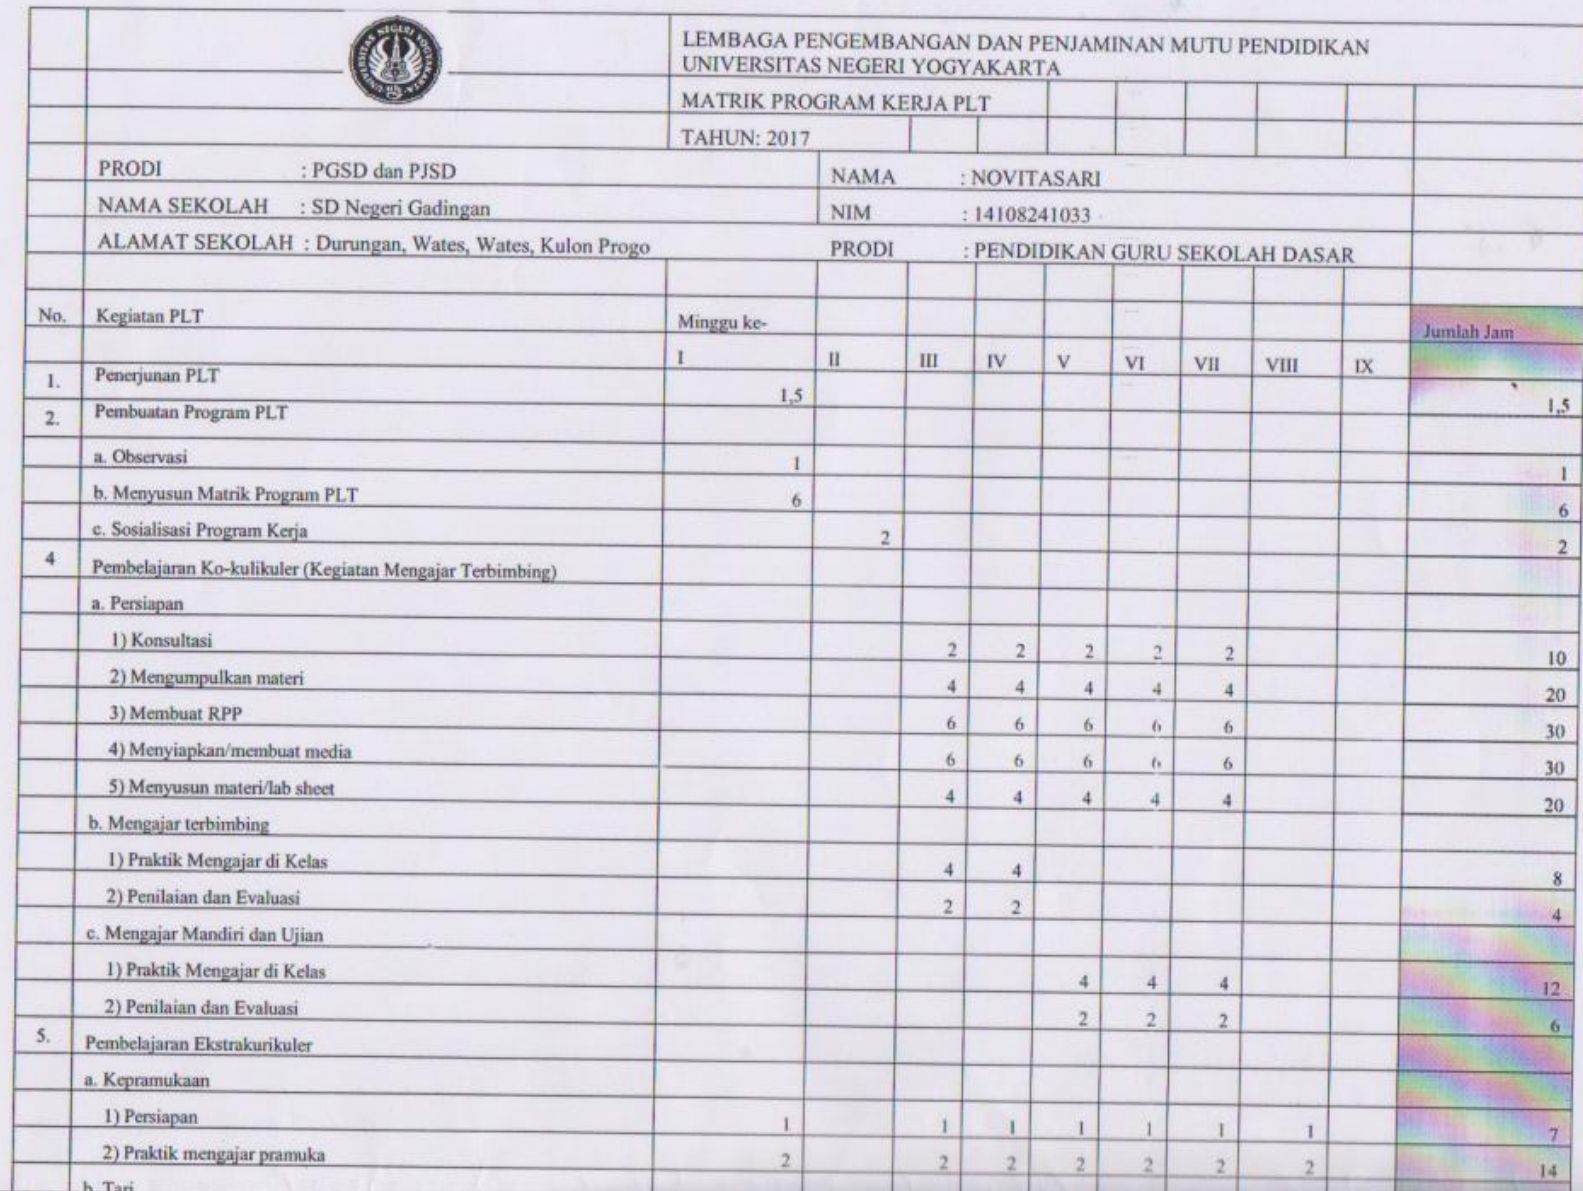 UNIVERSITAS NEGERI YOGYAKARTA
LEMBAGA PENGEMBANGAN DAN PENJAMINAN MUTU PENDIDIKAN
UNIVERSITAS NEGERI YOGYAKARTA
MATRIK PROGRAM KERJA PLT
TAHUN: 2017
PRODI : PGSD dan PJSD NAMA : NOVITASARI
NAMA SEKOLAH : SD Negeri Gadingan NIM : 14108241033
ALAMAT SEKOLAH : Durungan, Wates, Wates, Kulon Progo PRODI : PENDIDIKAN GURU SEKOLAH DASAR
No. Kegiatan PLT Minggu ke- Jumlah Jam
I II III IV V VI VII VIII IX
1. Penerjunan PLT 1,5 1,5
2. Pembuatan Program PLT
a. Observasi 1 1
b. Menyusun Matrik Program PLT 6 6
c. Sosialisasi Program Kerja 2 2
4 Pembelajaran Ko-kulikuler (Kegiatan Mengajar Terbimbing)
a. Persiapan
1) Konsultasi 2 2 2 2 2 10
2) Mengumpulkan materi 4 4 4 4 4 20
3) Membuat RPP 6 6 6 6 6 30
4) Menyiapkan/membuat media 6 6 6 6 6 30
5) Menyusun materi/lab sheet 4 4 4 4 4 20
b. Mengajar terbimbing
1) Praktik Mengajar di Kelas 4 4 8
2) Penilaian dan Evaluasi 2 2 4
c. Mengajar Mandiri dan Ujian
1) Praktik Mengajar di Kelas 4 4 4 12
2) Penilaian dan Evaluasi 2 2 2 6
5. Pembelajaran Ekstrakurikuler
a. Kepramukaan
1) Persiapan 1 1 1 1 1 1 1 7
2) Praktik mengajar pramuka 2 2 2 2 2 2 2 14
b. Tari